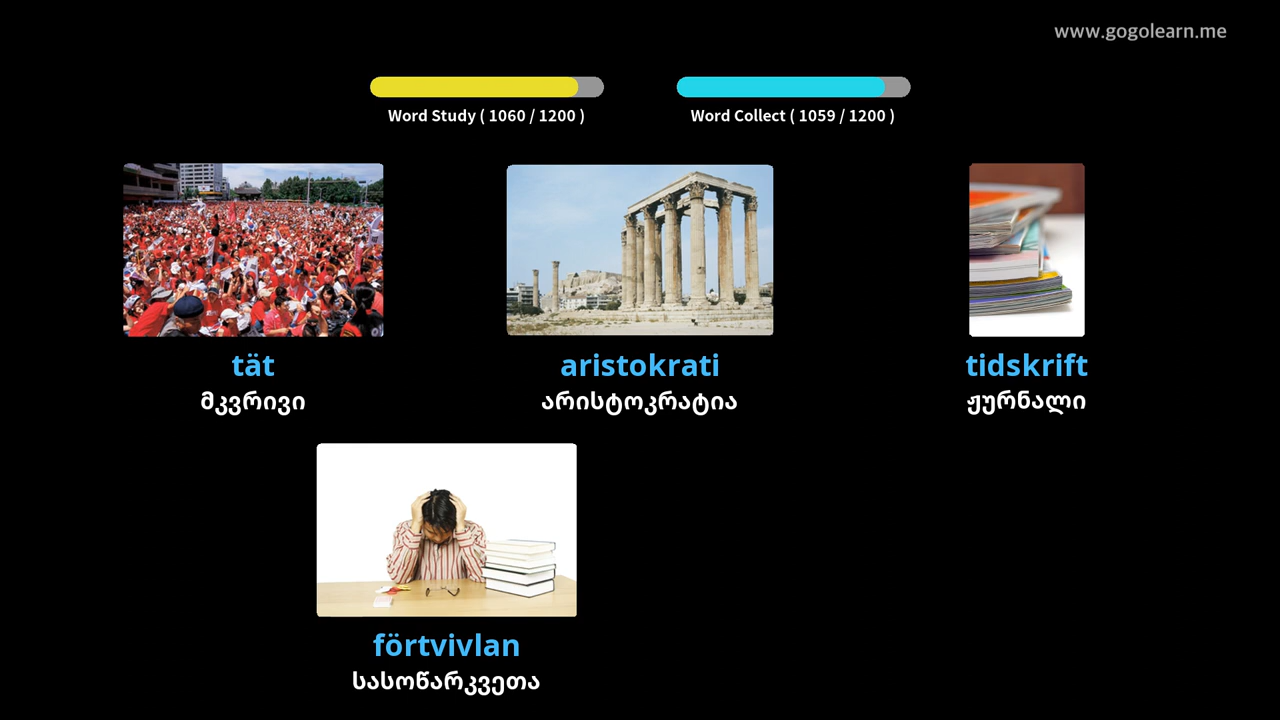 www.gogolearn.me
Word Study ( 1060 / 1200 )
Word Collect ( 1059 / 1200 )
tät
მკვრივი
aristokrati
არისტოკრატია
tidskrift
ჟურნალი
förtvivlan
სასოწარკვეთა